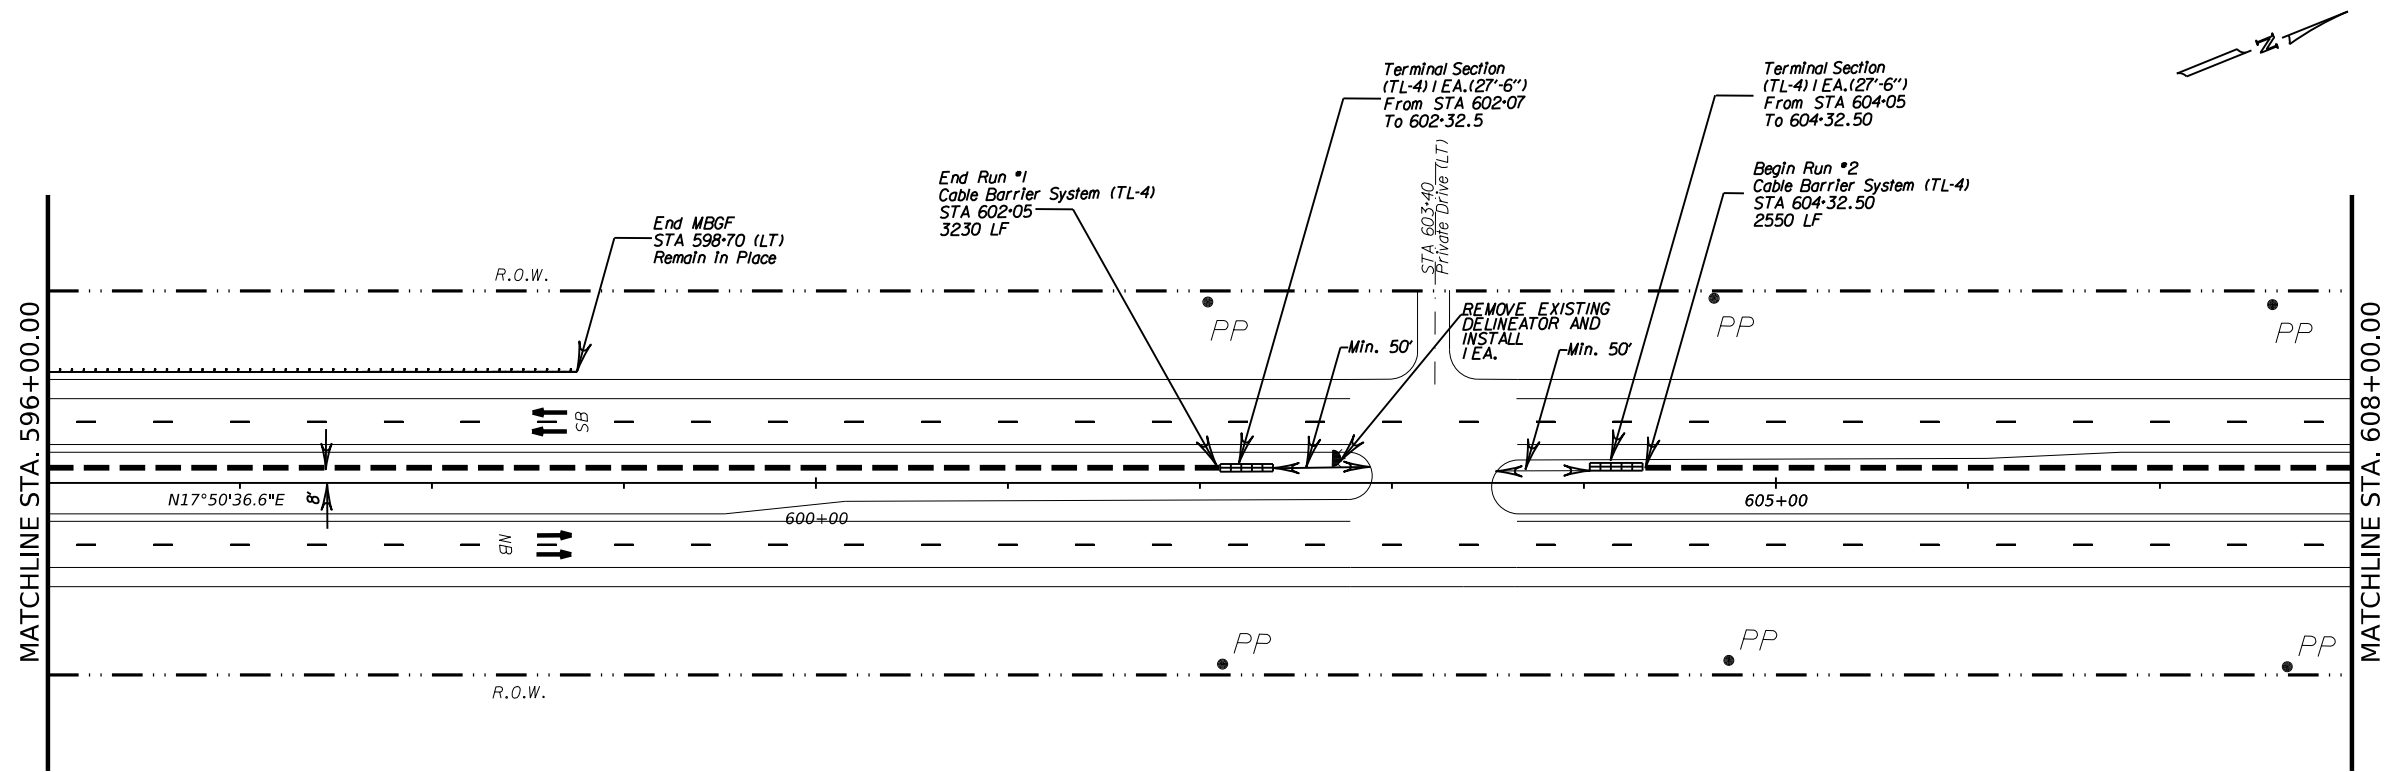 N
Terminal Section
(TL-4) 1 EA.(27'-6")
From STA 602+07
To 602+32.5
Terminal Section
(TL-4) 1 EA.(27'-6")
From STA 604+05
To 604+32.50
End Run #1
Cable Barrier System (TL-4)
STA 602+05
3230 LF
Begin Run #2
Cable Barrier System (TL-4)
STA 604+32.50
2550 LF
End MBGF
STA 598+70 (LT)
Remain in Place
STA 603+40
Private Drive (LT)
R.O.W.
PP
PP
PP
REMOVE EXISTING
DELINEATOR AND
INSTALL
1 EA.
Min. 50'
Min. 50'
MATCHLINE STA. 596+00.00
MATCHLINE STA. 608+00.00
SB
N17°50'36.6"E
8'
600+00
605+00
NB
PP
PP
PP
R.O.W.